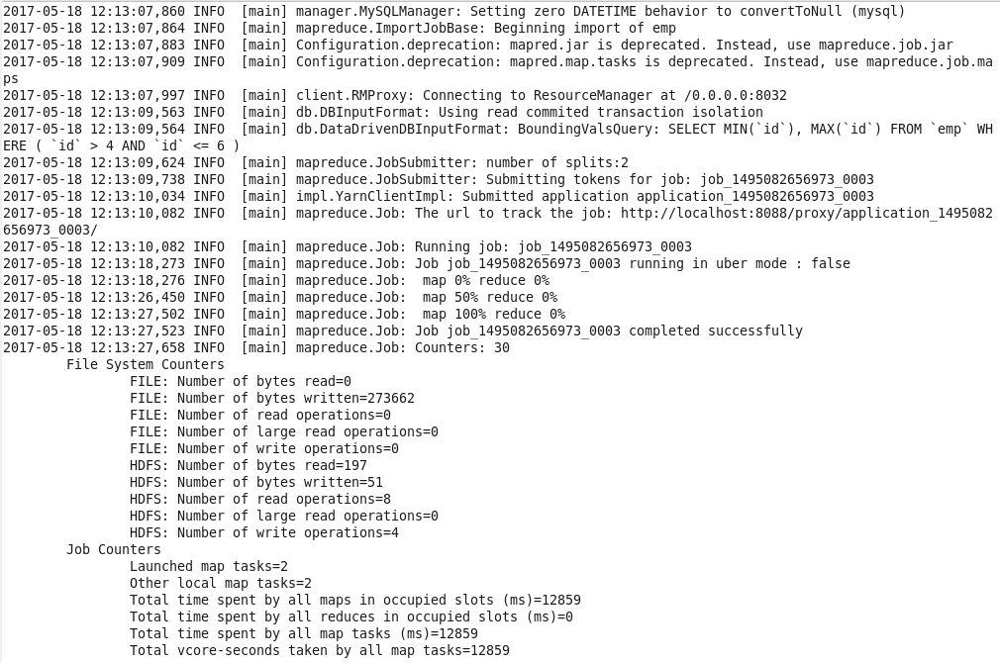 2017-05-18 12:13:07,860 INFO  [main] manager.MySQLManager: Setting zero DATETIME behavior to convertToNull (mysql)
2017-05-18 12:13:07,864 INFO  [main] mapreduce.ImportJobBase: Beginning import of emp
2017-05-18 12:13:07,883 INFO  [main] Configuration.deprecation: mapred.jar is deprecated. Instead, use mapreduce.job.jar
2017-05-18 12:13:07,909 INFO  [main] Configuration.deprecation: mapred.map.tasks is deprecated. Instead, use mapreduce.job.ma
ps
2017-05-18 12:13:07,997 INFO  [main] client.RMProxy: Connecting to ResourceManager at /0.0.0.0:8032
2017-05-18 12:13:09,563 INFO  [main] db.DBInputFormat: Using read commited transaction isolation
2017-05-18 12:13:09,564 INFO  [main] db.DataDrivenDBInputFormat: BoundingValsQuery: SELECT MIN(`id`), MAX(`id`) FROM `emp` WH
ERE ( `id` > 4 AND `id` <= 6 )
2017-05-18 12:13:09,624 INFO  [main] mapreduce.JobSubmitter: number of splits:2
2017-05-18 12:13:09,738 INFO  [main] mapreduce.JobSubmitter: Submitting tokens for job: job_1495082656973_0003
2017-05-18 12:13:10,034 INFO  [main] impl.YarnClientImpl: Submitted application application_1495082656973_0003
2017-05-18 12:13:10,082 INFO  [main] mapreduce.Job: The url to track the job: http://localhost:8088/proxy/application_1495082
656973_0003/
2017-05-18 12:13:10,082 INFO  [main] mapreduce.Job: Running job: job_1495082656973_0003
2017-05-18 12:13:18,273 INFO  [main] mapreduce.Job: Job job_1495082656973_0003 running in uber mode : false
2017-05-18 12:13:18,276 INFO  [main] mapreduce.Job:  map 0% reduce 0%
2017-05-18 12:13:26,450 INFO  [main] mapreduce.Job:  map 50% reduce 0%
2017-05-18 12:13:27,502 INFO  [main] mapreduce.Job:  map 100% reduce 0%
2017-05-18 12:13:27,523 INFO  [main] mapreduce.Job: Job job_1495082656973_0003 completed successfully
2017-05-18 12:13:27,658 INFO  [main] mapreduce.Job: Counters: 30
File System Counters
FILE: Number of bytes read=0
FILE: Number of bytes written=273662
FILE: Number of read operations=0
FILE: Number of large read operations=0
FILE: Number of write operations=0
HDFS: Number of bytes read=197
HDFS: Number of bytes written=51
HDFS: Number of read operations=8
HDFS: Number of large read operations=0
HDFS: Number of write operations=4
Job Counters
Launched map tasks=2
Other local map tasks=2
Total time spent by all maps in occupied slots (ms)=12859
Total time spent by all reduces in occupied slots (ms)=0
Total time spent by all map tasks (ms)=12859
Total vcore-seconds taken by all map tasks=12859